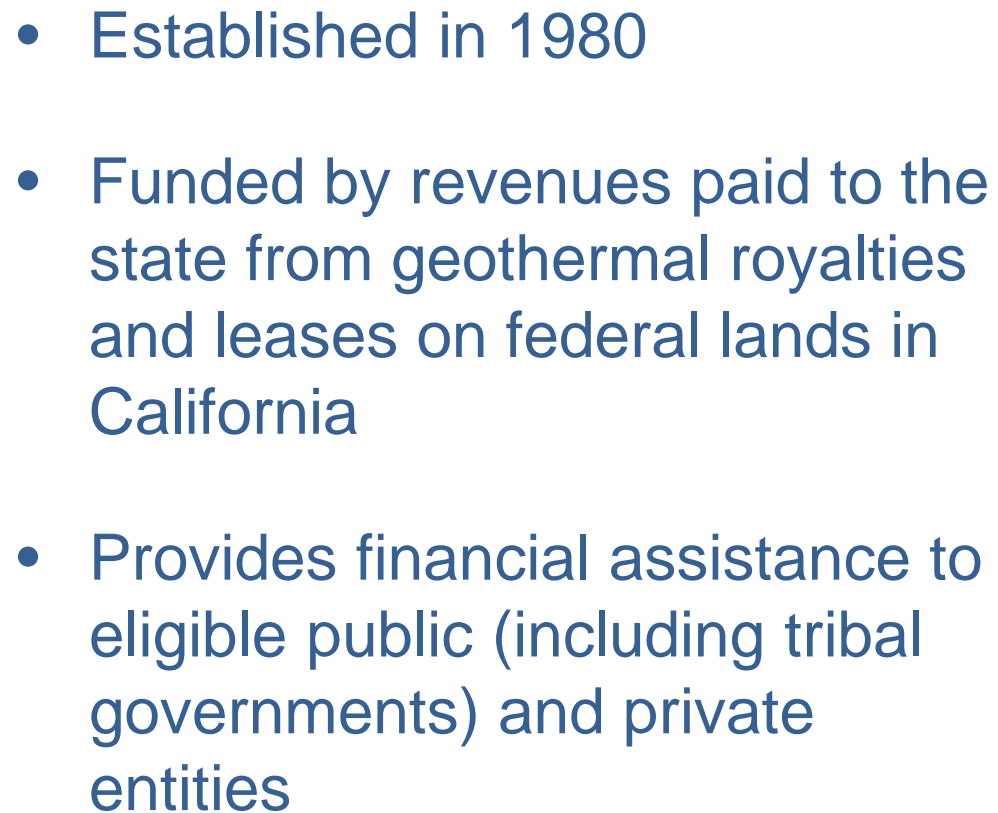 • Established in 1980
• Funded by revenues paid to the
state from geothermal royalties
and leases on federal lands in
California
• Provides financial assistance to
eligible public (including tribal
governments) and private
entities